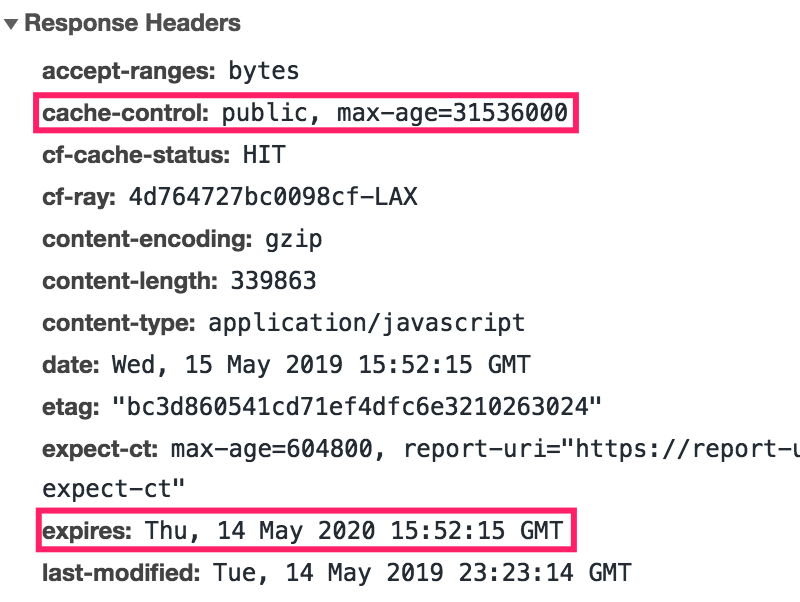 Response Headers
accept-ranges: bytes
cache-control: public, max-age=31536000
cf-cache-status: HIT
cf-ray: 4d764727bc0098cf-LAX
content-encoding: gzip
content-length: 339863
content-type: application/javascript
date: Wed, 15 May 2019 15:52:15 GMT
etag: "bc3d860541cd71ef4dfc6e3210263024"
expect-ct: max-age=604800, report-uri="https://report-u
expect-ct"
expires: Thu, 14 May 2020 15:52:15 GMT
last-modified: Tue, 14 May 2019 23:23:14 GMT